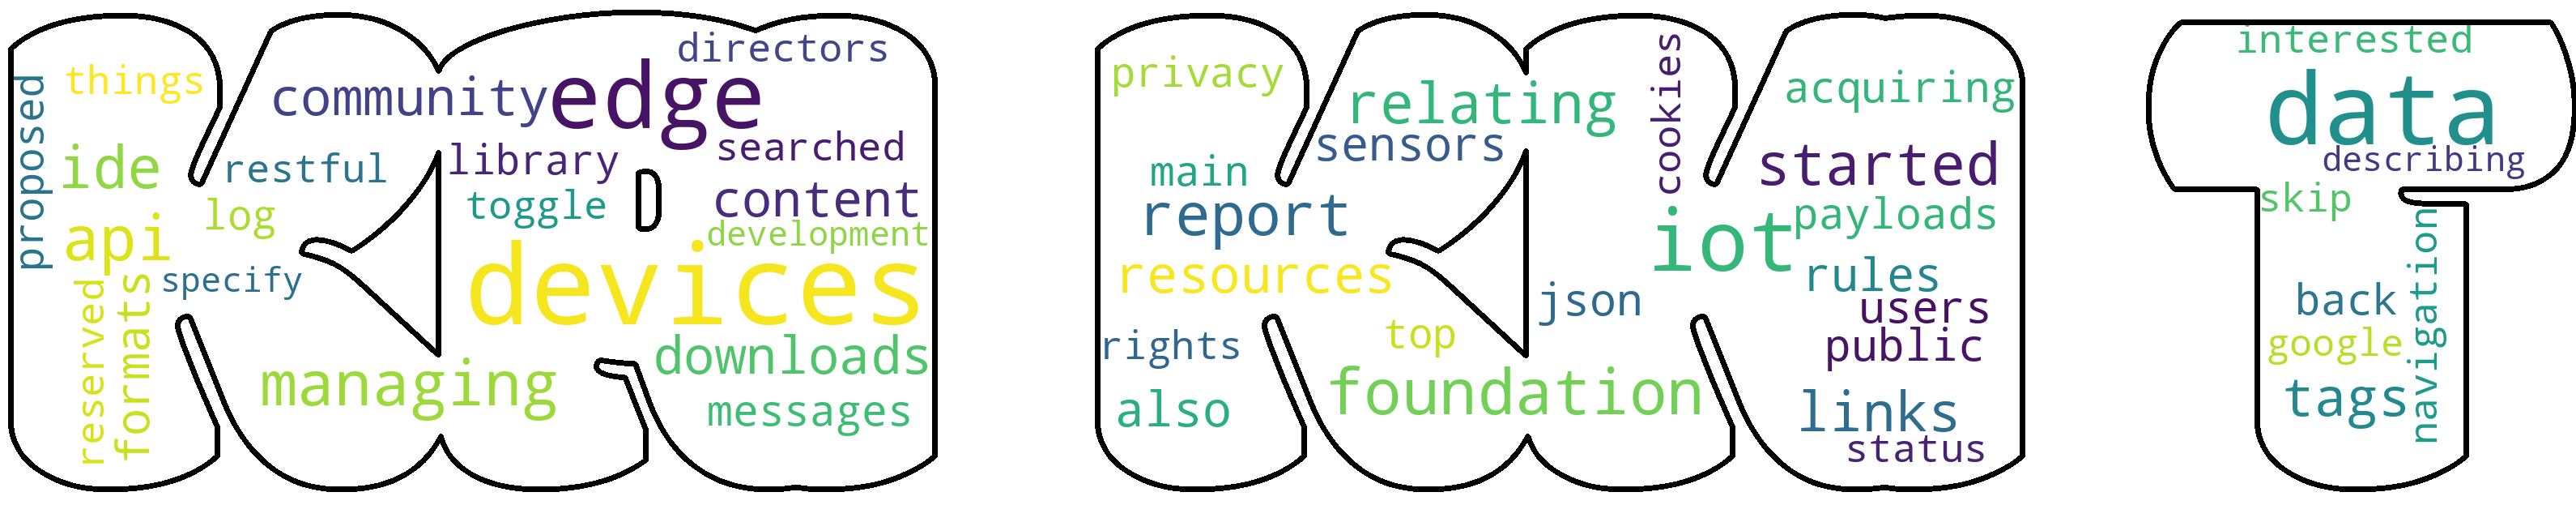 directors
things
edge
community
proposed
searched
library
ide
restful
content
toggle
log
development
api
devices
specify
reserved
formats
downloads
managing
messages
privacy
cookies
acquiring
relating
sensors
main
started
report
payloads
iot
resources
rules
json
users
top
rights
public
foundation
also
links
status
interested
data
describing
skip
navigation
back
google
tags